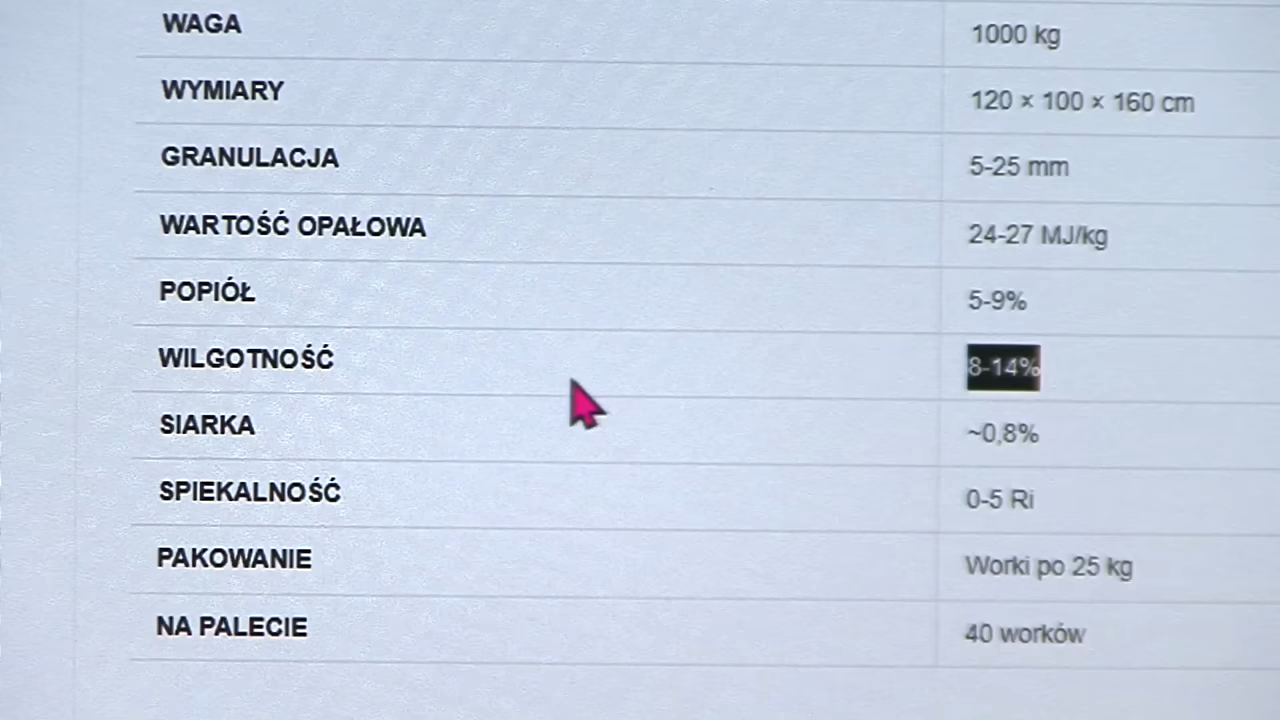 WAGA 1000 kg
WYMIARY 120 × 100 × 160 cm
GRANULACJA 5-25 mm
WARTOŚĆ OPAŁOWA 24-27 MJ/kg
POPIÓŁ 5-9%
WILGOTNOŚĆ 8-14%
SIARKA ~0,8%
SPIEKALNOŚĆ 0-5 Ri
PAKOWANIE Worki po 25 kg
NA PALECIE 40 worków